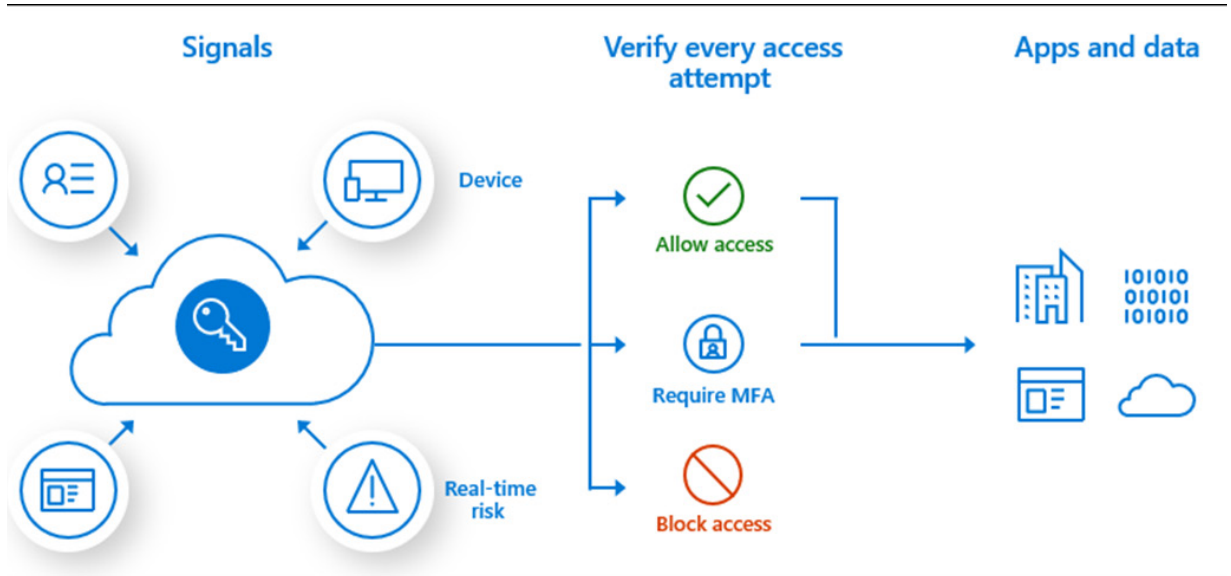 Signals
Verify every access
attempt
Apps and data
Device
Allow access
101010
010101
101010
Require MFA
Real-time
risk
Block access